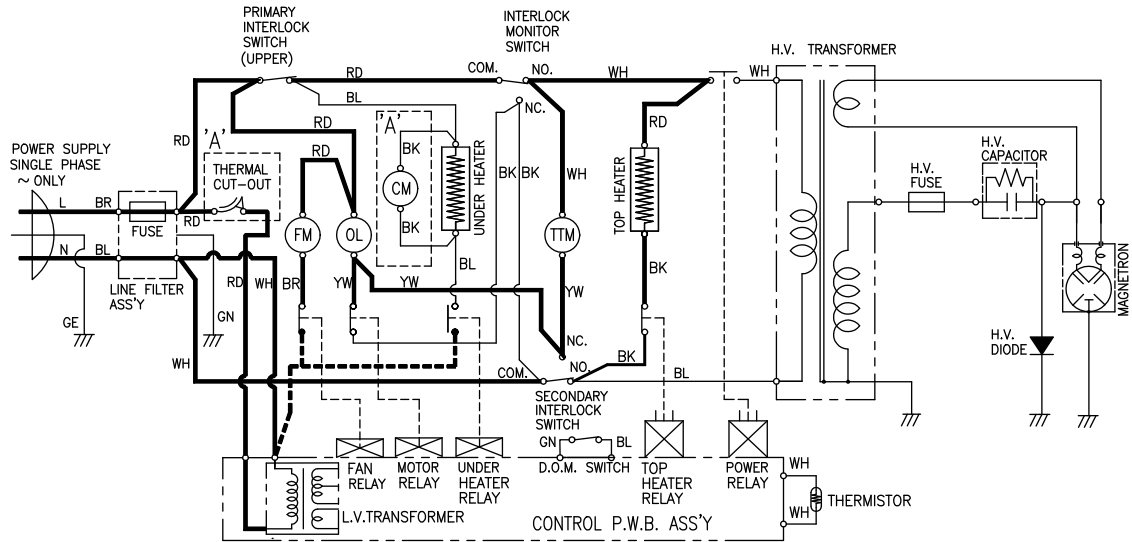 PRIMARY
INTERLOCK
SWITCH
(UPPER)
INTERLOCK
MONITOR
SWITCH
H.V. TRANSFORMER
RD
COM.
NO.
WH
WH
BL
NC.
RD
'A'
RD
'A'
RD
BK
BK
BK
BK
UNDER HEATER
WH
RD
TOP HEATER
POWER SUPPLY
SINGLE PHASE
~ ONLY
THERMAL
CUT-OUT
H.V.
CAPACITOR
H.V.
FUSE
L
BR
RD
FUSE
CM
FM
OL
TTM
N
BL
LINE FILTER
ASS'Y
RD
WH
BR
YW
YW
BL
YW
BK
MAGNETRON
GE
GN
H.V.
DIODE
NC.
WH
COM.
NO.
BK
BL
SECONDARY
INTERLOCK
SWITCH
GN
BL
D.O.M. SWITCH
FAN
RELAY
MOTOR
RELAY
UNDER
HEATER
RELAY
TOP
HEATER
RELAY
POWER
RELAY
WH
WH
THERMISTOR
L.V.TRANSFORMER
CONTROL P.W.B. ASS'Y